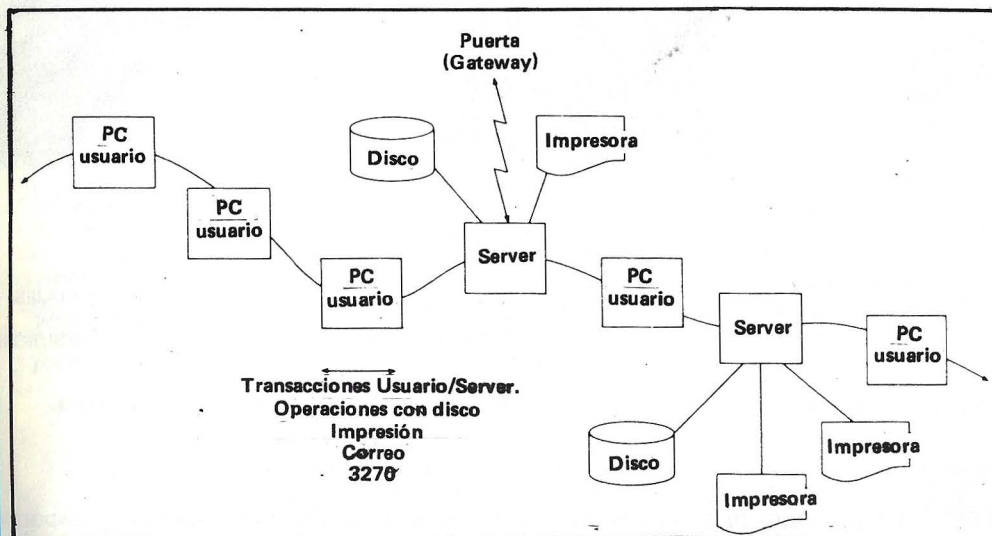 Puerta
(Gateway)
PC
usuario
Disco
Impresora
PC
usuario
Server
PC
usuario
PC
usuario
Server
PC
usuario
Transacciones Usuario/Server.
Operaciones con disco
Impresión
Correo
3270
Disco
Impresora
Impresora